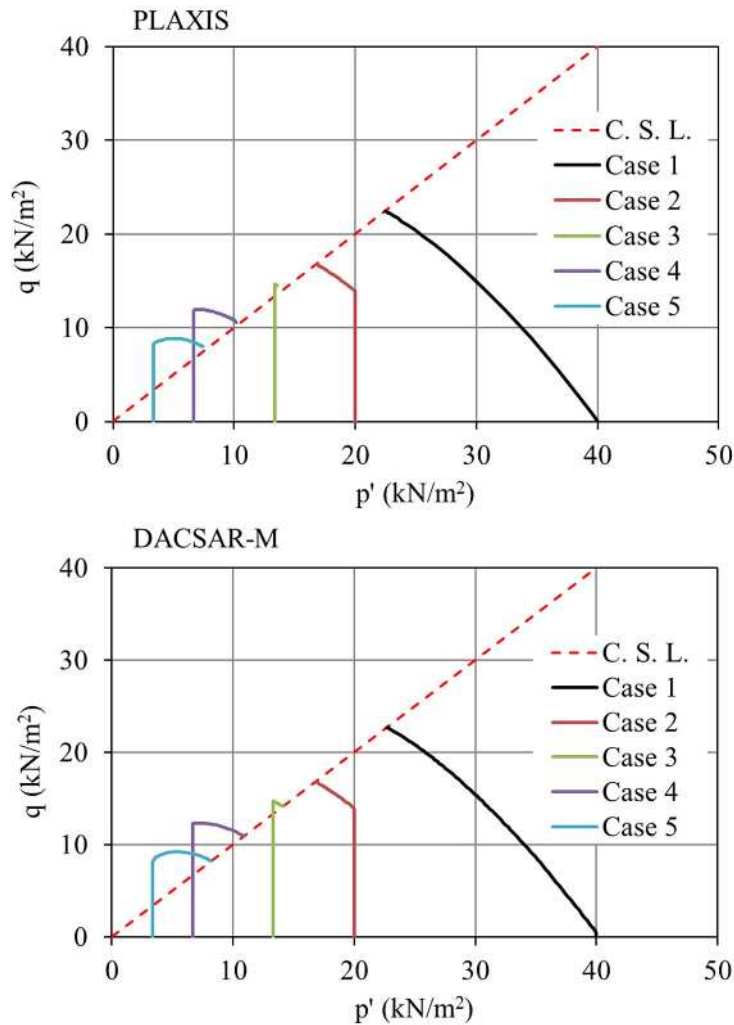 PLAXIS
40
30
20
10
0
q (kN/m²)
C. S. L.
Case 1
Case 2
Case 3
Case 4
Case 5
0 10 20 30 40 50
p' (kN/m²)
DACSAR-M
40
30
20
10
0
q (kN/m²)
C. S. L.
Case 1
Case 2
Case 3
Case 4
Case 5
0 10 20 30 40 50
p' (kN/m²)